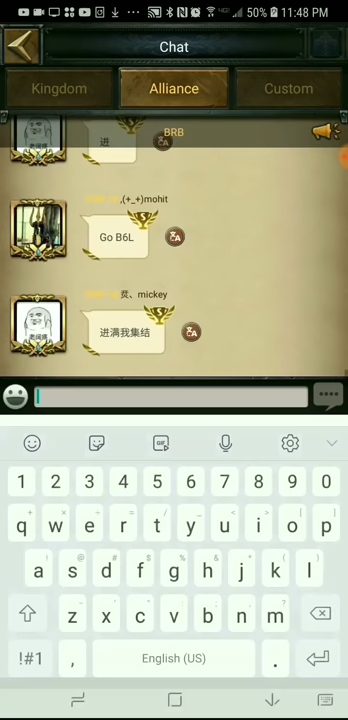 50% 11:48 PM
Chat
Kingdom Alliance Custom
BRB
进
,(+_+)mohit
Go B6L
烎、mickey
进满我集结
1 2 3 4 5 6 7 8 9 0
q w e r t y u i o p
a s d f g h j k l
z x c v b n m
!#1 , English (US) .